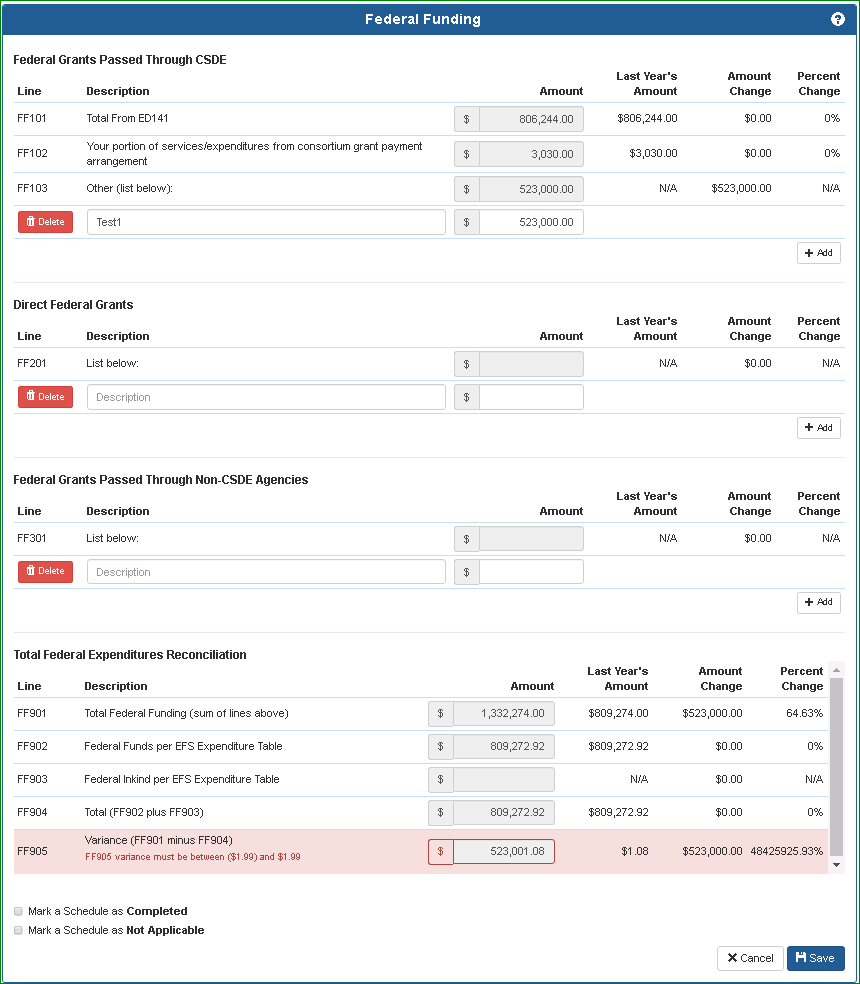 Federal Funding
Federal Grants Passed Through CSDE
Line Description Amount Last Year's Amount Amount Change Percent Change
FF101 Total From ED141 $ 806,244.00 $806,244.00 $0.00 0%
FF102 Your portion of services/expenditures from consortium grant payment arrangement $ 3,030.00 $3,030.00 $0.00 0%
FF103 Other (list below): $ 523,000.00 N/A $523,000.00 N/A
Delete Test1 $ 523,000.00
+ Add
Direct Federal Grants
Line Description Amount Last Year's Amount Amount Change Percent Change
FF201 List below: $ N/A $0.00 N/A
Delete Description $
+ Add
Federal Grants Passed Through Non-CSDE Agencies
Line Description Amount Last Year's Amount Amount Change Percent Change
FF301 List below: $ N/A $0.00 N/A
Delete Description $
+ Add
Total Federal Expenditures Reconciliation
Line Description Amount Last Year's Amount Amount Change Percent Change
FF901 Total Federal Funding (sum of lines above) $ 1,332,274.00 $809,274.00 $523,000.00 64.63%
FF902 Federal Funds per EFS Expenditure Table $ 809,272.92 $809,272.92 $0.00 0%
FF903 Federal Inkind per EFS Expenditure Table $ N/A $0.00 N/A
FF904 Total (FF902 plus FF903) $ 809,272.92 $809,272.92 $0.00 0%
FF905 Variance (FF901 minus FF904) $ 523,001.08 $1.08 $523,000.00 48425925.93%
FF905 variance must be between ($1.99) and $1.99
Mark a Schedule as Completed
Mark a Schedule as Not Applicable
Cancel Save